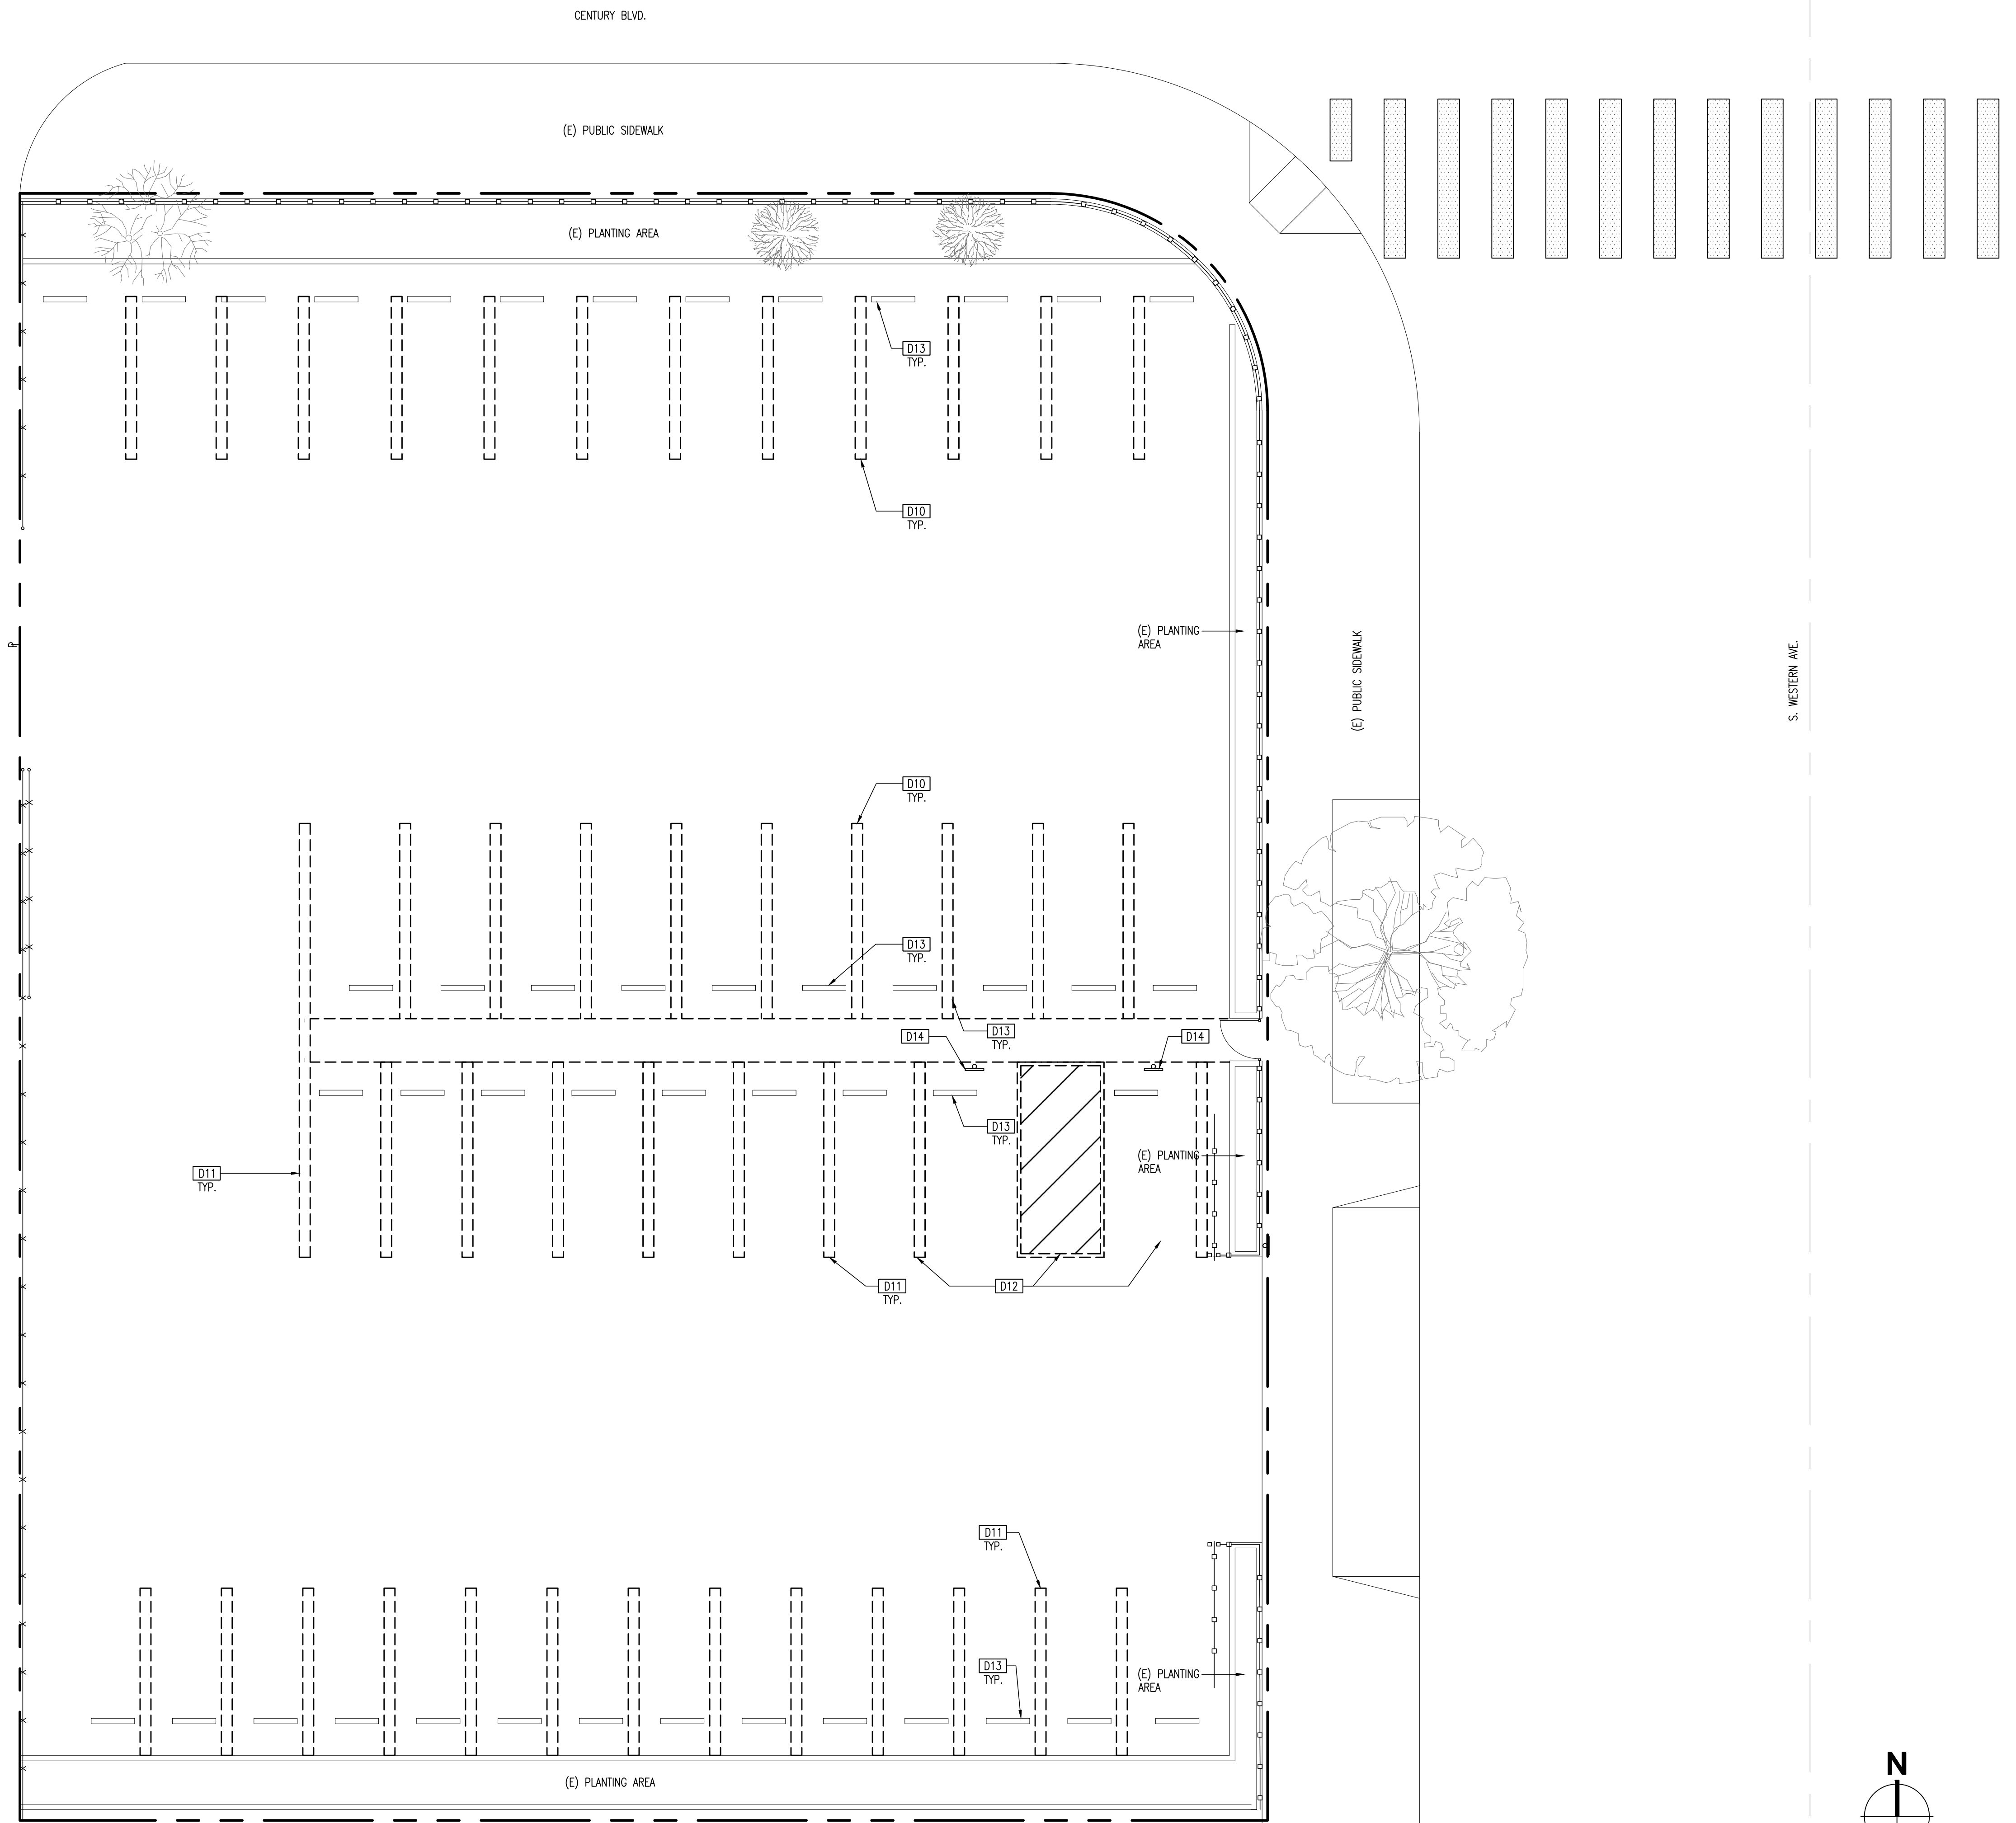 CENTURY BLVD.
(E) PUBLIC SIDEWALK
(E) PLANTING AREA
D13
TYP.
D10
TYP.
(E) PLANTING
AREA
(E) PUBLIC SIDEWALK
S. WESTERN AVE.
D10
TYP.
D13
TYP.
D13
TYP.
D14
D14
D13
TYP.
(E) PLANTING
AREA
D11
TYP.
D11
TYP.
D12
D11
TYP.
D13
TYP.
(E) PLANTING
AREA
(E) PLANTING AREA
N